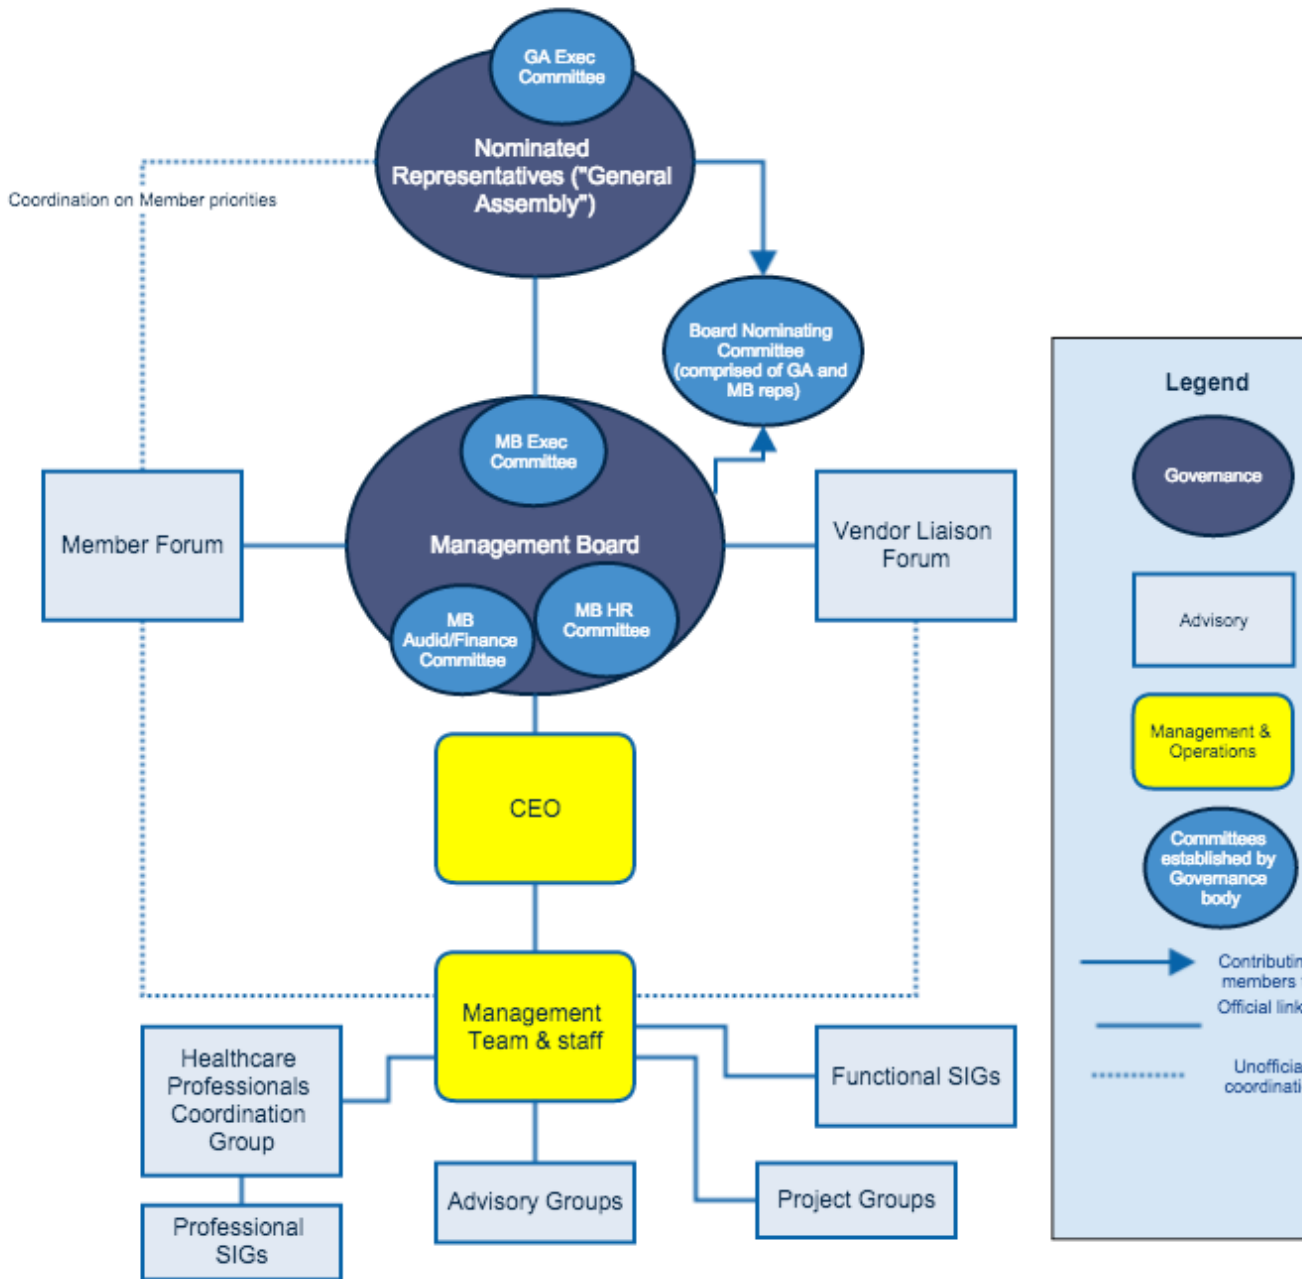 GA Exec
Committee
Nominated
Representatives ("General
Assembly")
Coordination on Member priorities
Board Nominating
Committee
(comprised of GA and
MB reps)
MB Exec
Committee
Member Forum
Management Board
Vendor Liaison
Forum
MB
Audid/Finance
Committee
MB HR
Committee
CEO
Management
Team & staff
Healthcare
Professionals
Coordination
Group
Functional SIGs
Advisory Groups
Project Groups
Professional
SIGs
Legend
Governance
Advisory
Management &
Operations
Committees
established by
Governance
body
members
Official link